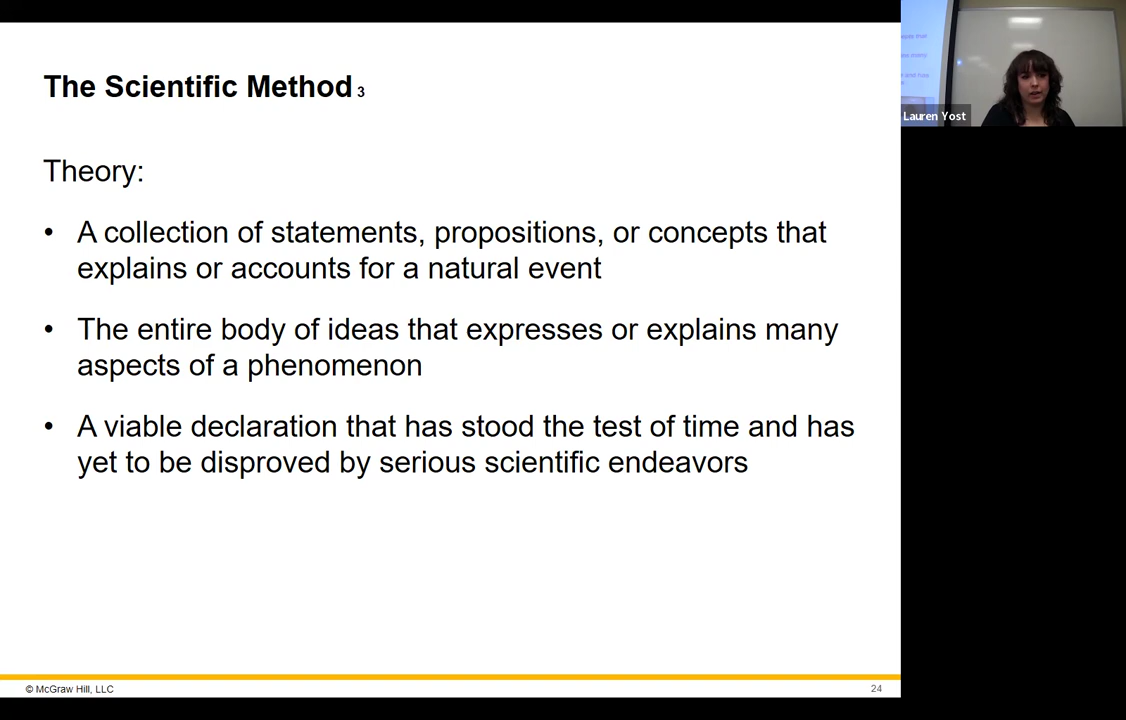 The Scientific Method 3
Theory:
• A collection of statements, propositions, or concepts that
explains or accounts for a natural event
• The entire body of ideas that expresses or explains many
aspects of a phenomenon
• A viable declaration that has stood the test of time and has
yet to be disproved by serious scientific endeavors
© McGraw Hill, LLC
24
Lauren Yost